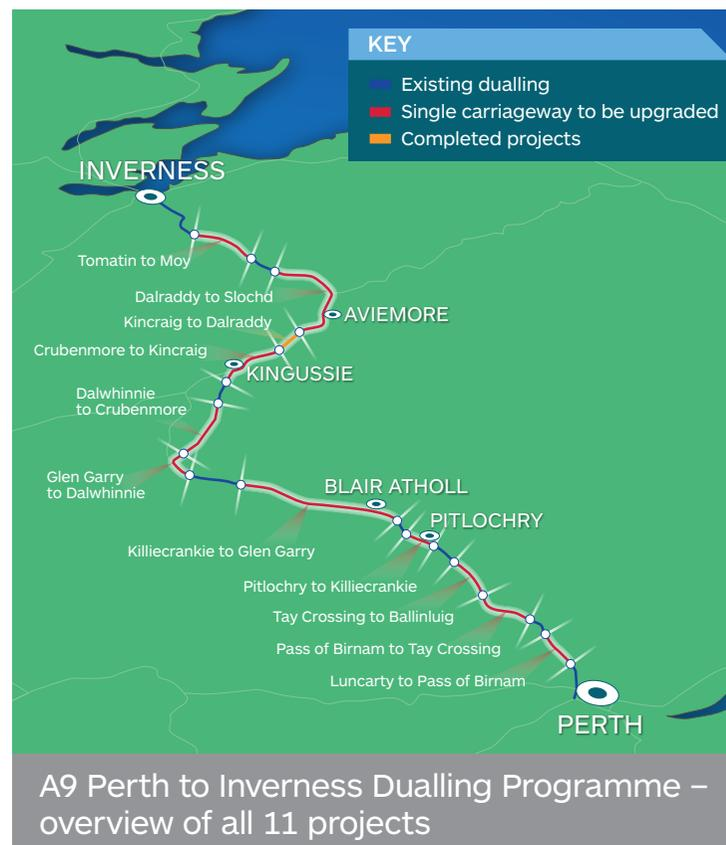 KEY
Existing dualling
Single carriageway to be upgraded
Completed projects
INVERNESS
Tomatin to Moy
Dalraddy to Slochd
AVIEMORE
Kincraig to Dalraddy
Crubenmore to Kincraig
KINGUSSIE
Dalwhinnie
to Crubenmore
Glen Garry
to Dalwhinnie
BLAIR ATHOLL
PITLOCHRY
Killiecrankie to Glen Garry
Pitlochry to Killiecrankie
Tay Crossing to Ballinluig
Pass of Birnam to Tay Crossing
Luncarty to Pass of Birnam
PERTH
A9 Perth to Inverness Dualling Programme –
overview of all 11 projects